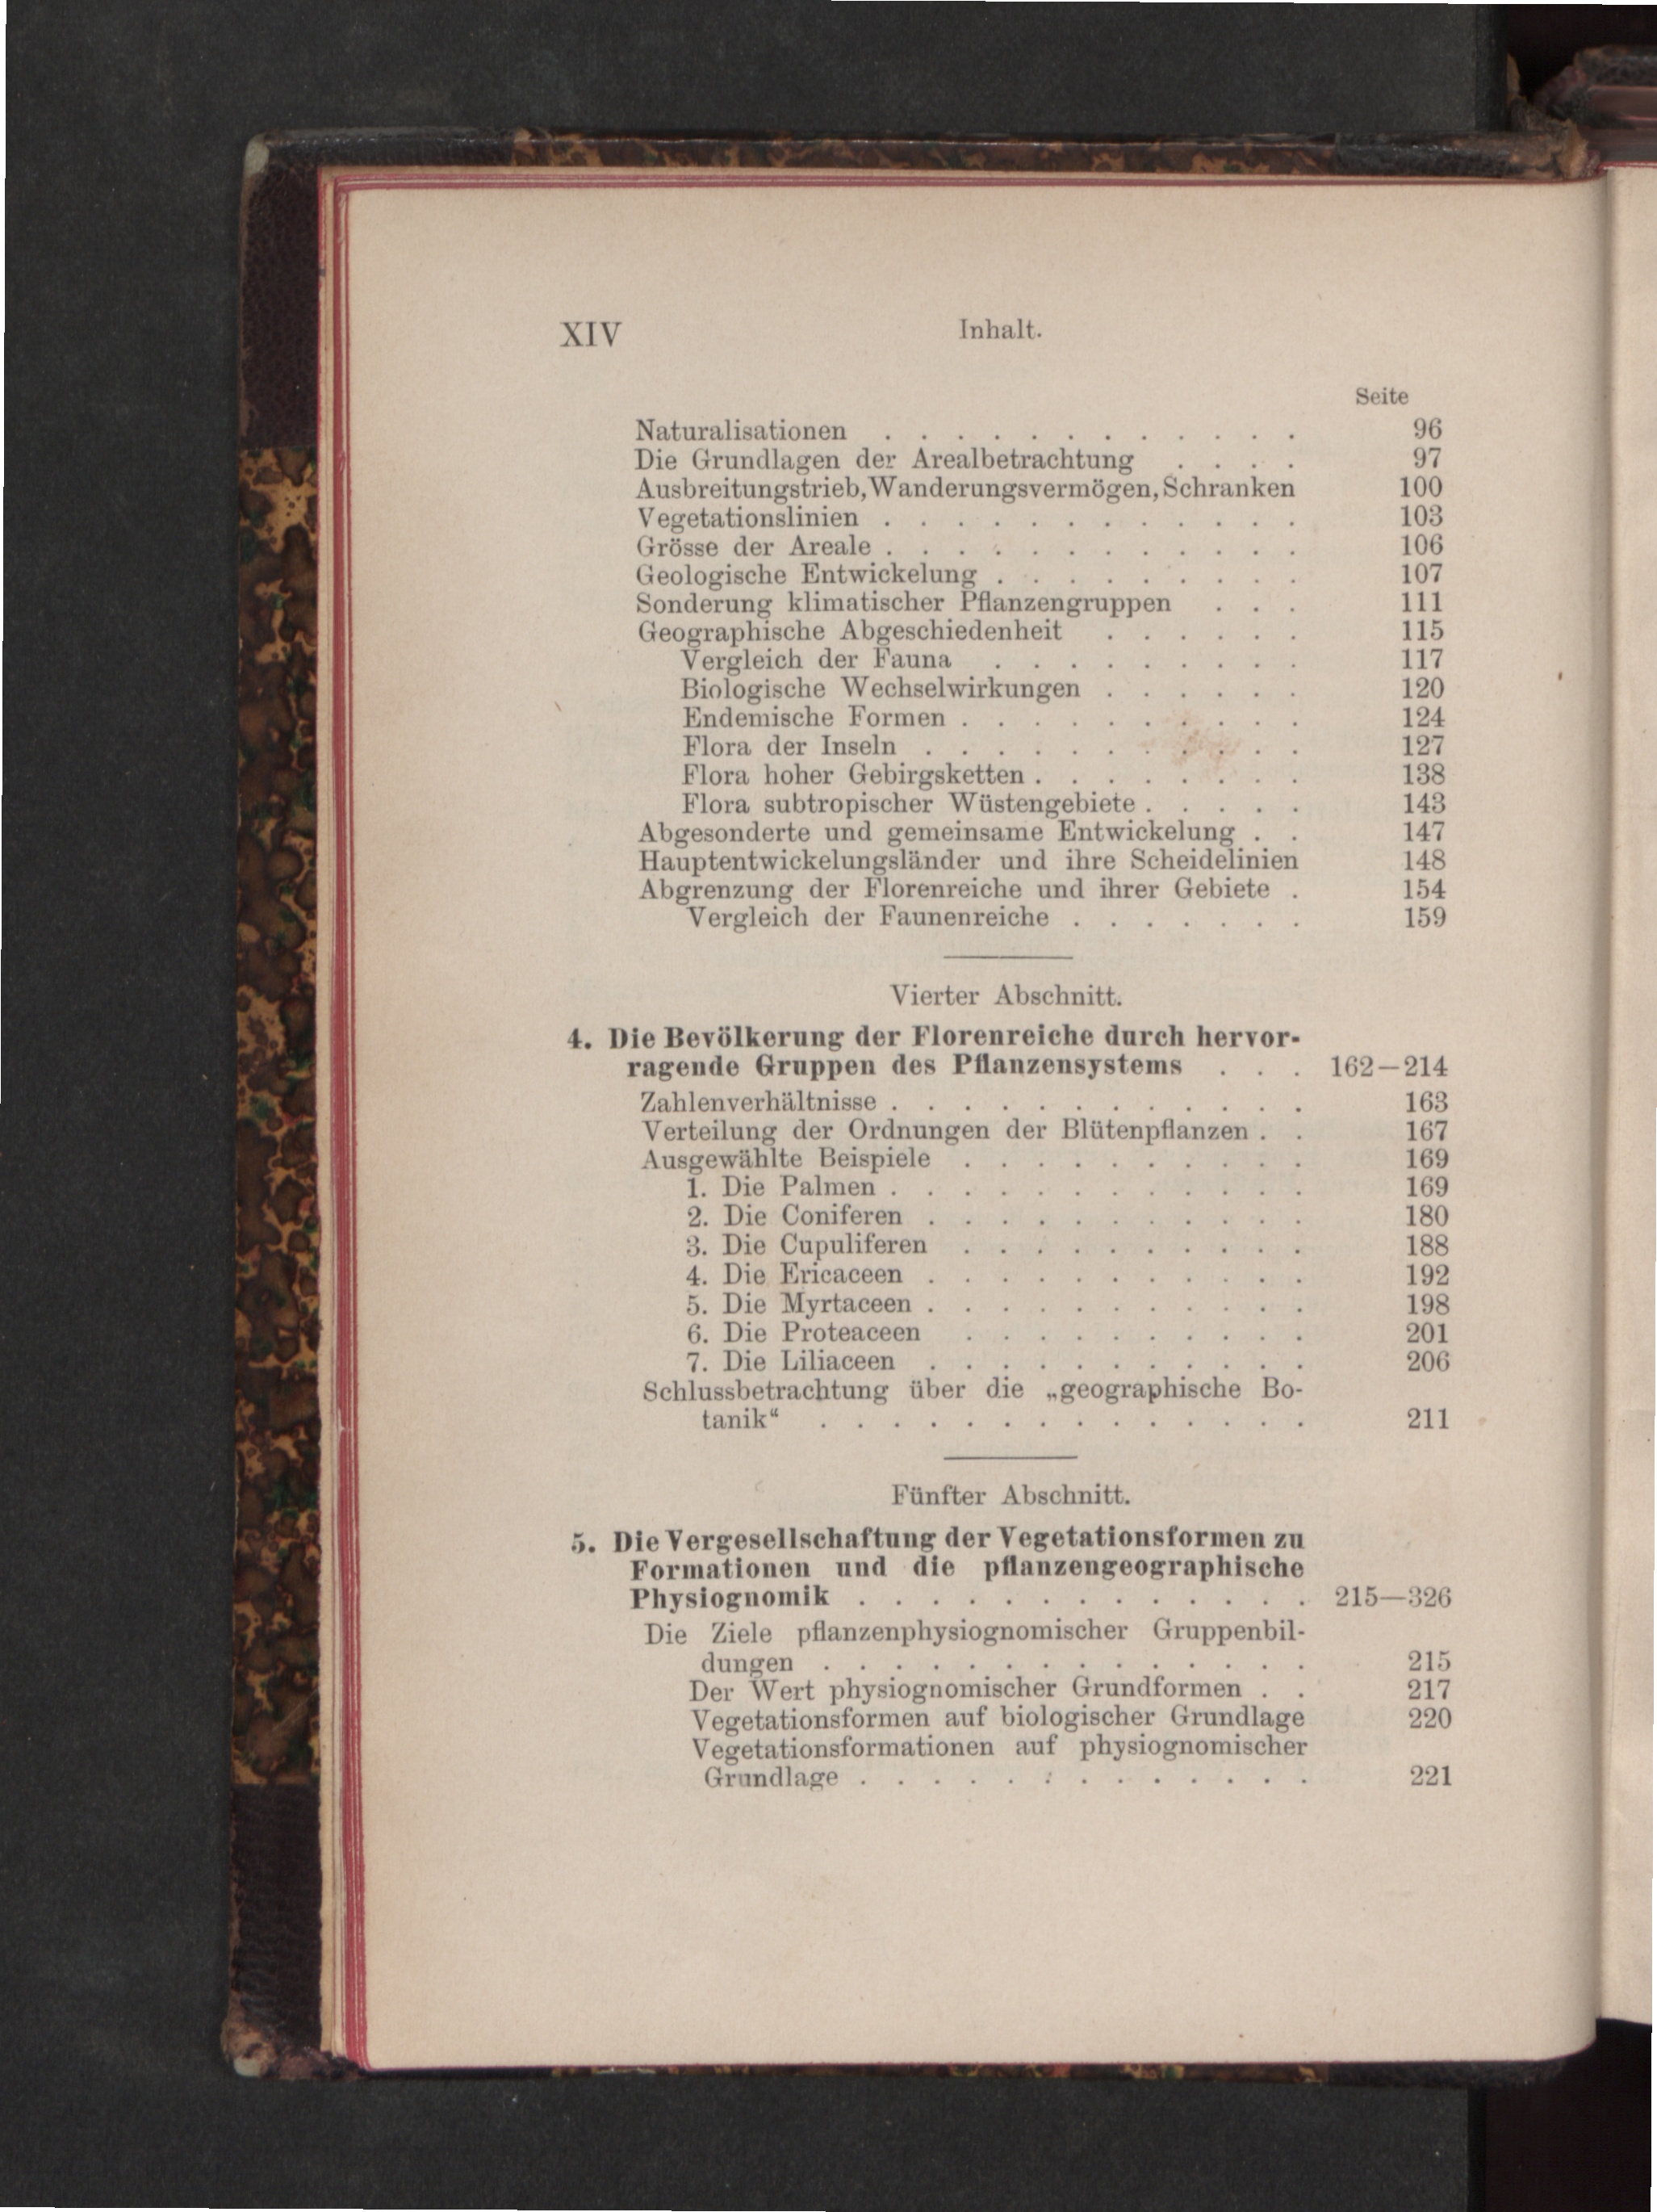 XIV Inhalt.
Seite
Naturalisationen . . . . . . . . . . . . 96
Die Grundlagen der Arealbetrachtung . . . . 97
Ausbreitungstrieb, Wanderungsvermögen, Schranken 100
Vegetationslinien . . . . . . . . . . . . 103
Grösse der Areale . . . . . . . . . . . . 106
Geologische Entwickelung . . . . . . . . . 107
Sonderung klimatischer Pflanzengruppen . . . 111
Geographische Abgeschiedenheit . . . . . . 115
Vergleich der Fauna . . . . . . . . . 117
Biologische Wechselwirkungen . . . . . . 120
Endemische Formen . . . . . . . . . . 124
Flora der Inseln . . . . . . . . . . . 127
Flora hoher Gebirgsketten . . . . . . . . 138
Flora subtropischer Wüstengebiete . . . . . 143
Abgesonderte und gemeinsame Entwickelung . . 147
Hauptentwickelungsländer und ihre Scheidelinien 148
Abgrenzung der Florenreiche und ihrer Gebiete . 154
Vergleich der Faunenreiche . . . . . . . 159
Vierter Abschnitt.
4. Die Bevölkerung der Florenreiche durch hervor-
ragende Gruppen des Pflanzensystems . . . 162—214
Zahlenverhältnisse . . . . . . . . . . . . 163
Verteilung der Ordnungen der Blütenpflanzen . . 167
Ausgewählte Beispiele . . . . . . . . . . 169
1. Die Palmen . . . . . . . . . . . . 169
2. Die Coniferen . . . . . . . . . . . 180
3. Die Cupuliferen . . . . . . . . . . 188
4. Die Ericaceen . . . . . . . . . . . 192
5. Die Myrtaceen . . . . . . . . . . . 198
6. Die Proteaceen . . . . . . . . . . 201
7. Die Liliaceen . . . . . . . . . . . 206
Schlussbetrachtung über die „geographische Bo-
tanik“ . . . . . . . . . . . . . . 211
Fünfter Abschnitt.
5. Die Vergesellschaftung der Vegetationsformen zu
Formationen und die pflanzengeographische
Physiognomik . . . . . . . . . . . . . 215—326
Die Ziele pflanzenphysiognomischer Gruppenbil-
dungen . . . . . . . . . . . . . . 215
Der Wert physiognomischer Grundformen . . 217
Vegetationsformen auf biologischer Grundlage 220
Vegetationsformationen auf physiognomischer
Grundlage . . . . . . . . . . . . . 221